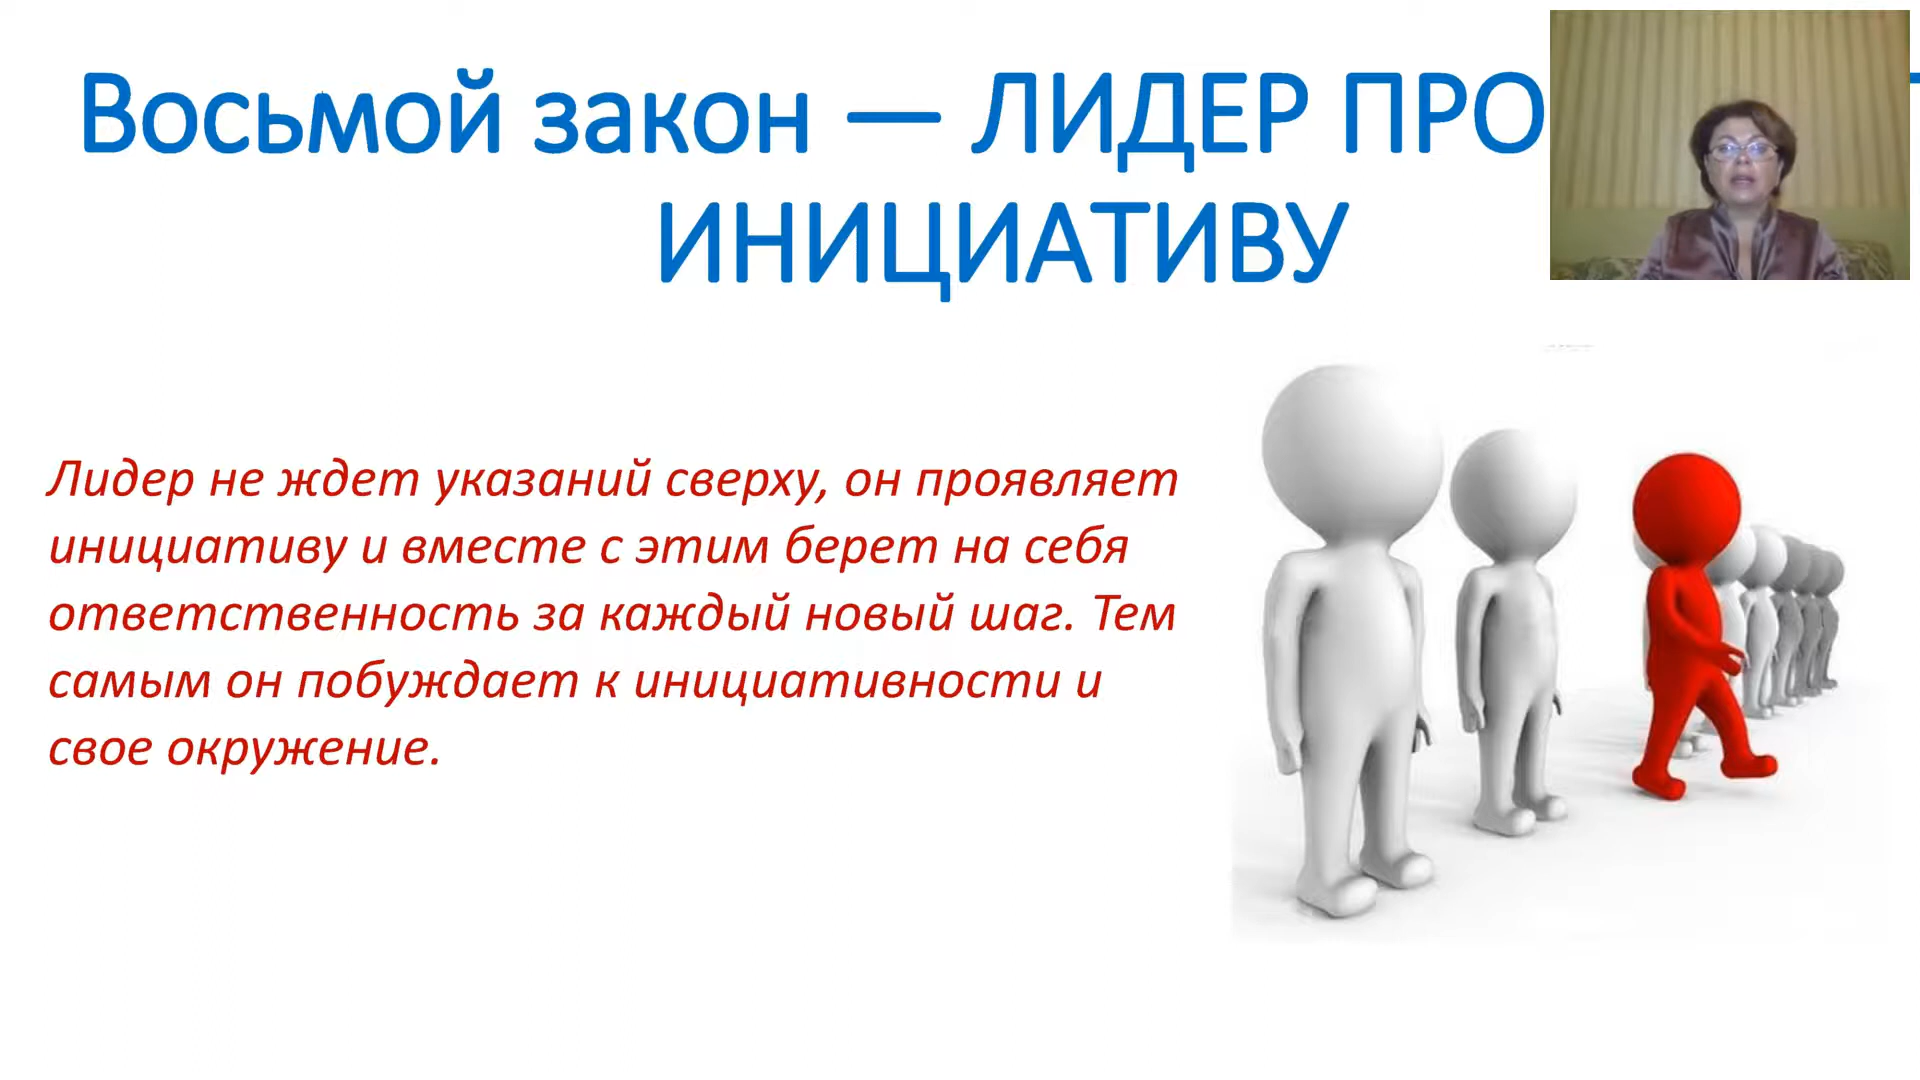 Восьмой закон — ЛИДЕР
ИНИЦИАТИВУ
Лидер не ждет указаний сверху, он проявляет
инициативу и вместе с этим берет на себя
ответственность за каждый новый шаг. Тем
самым он побуждает к инициативности и
свое окружение.